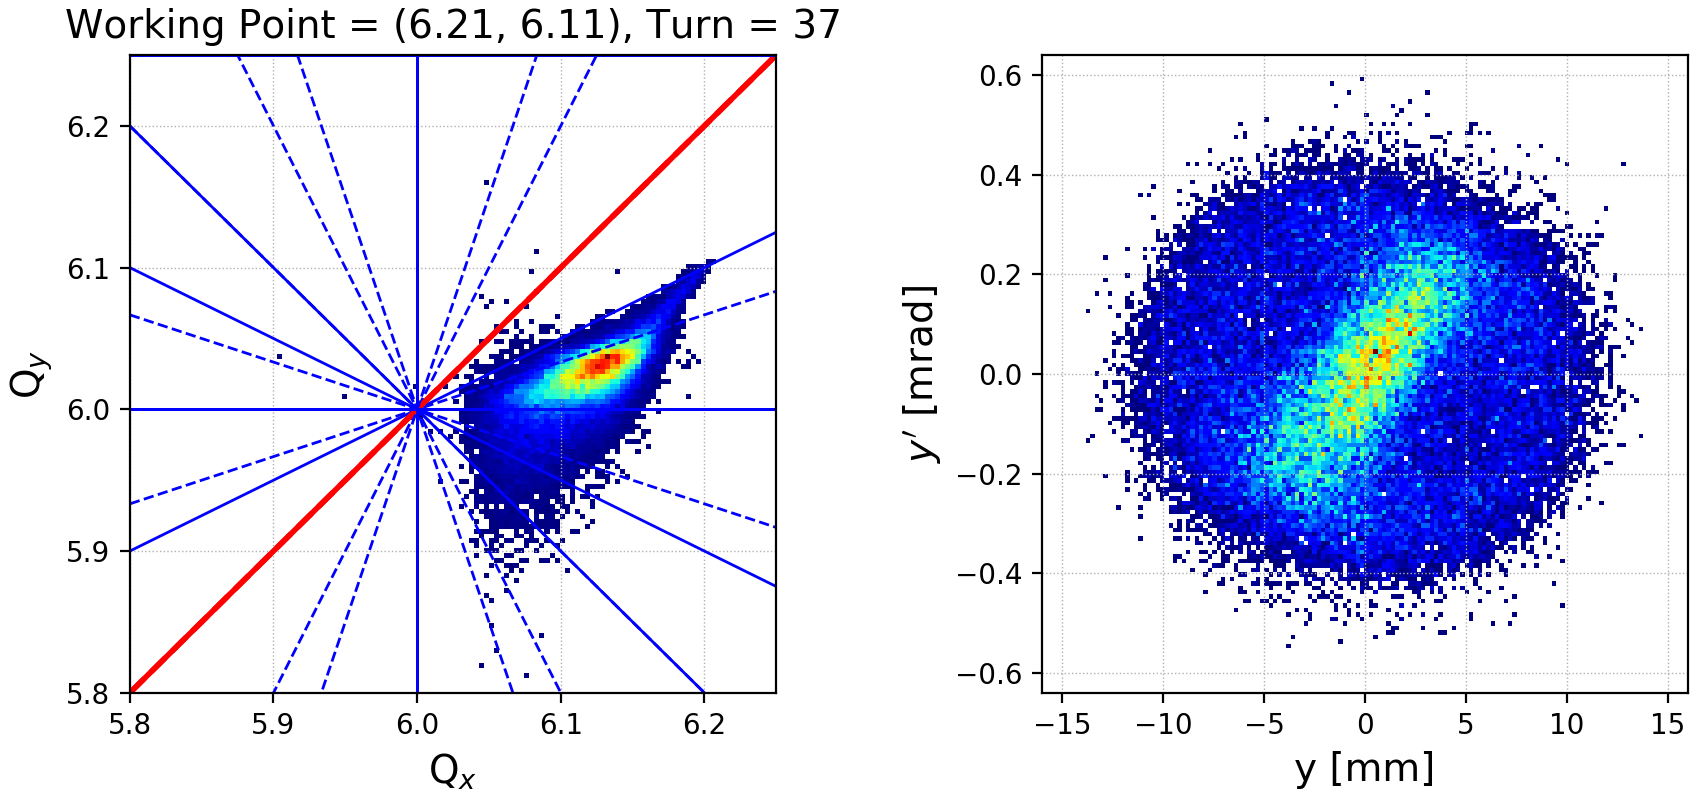 Working Point = (6.21, 6.11), Turn = 37
6.2
6.1
6.0
5.9
5.8
Q_y
5.8 5.9 6.0 6.1 6.2
Q_x
0.6
0.4
0.2
0.0
−0.2
−0.4
−0.6
y′ [mrad]
−15 −10 −5 0 5 10 15
y [mm]